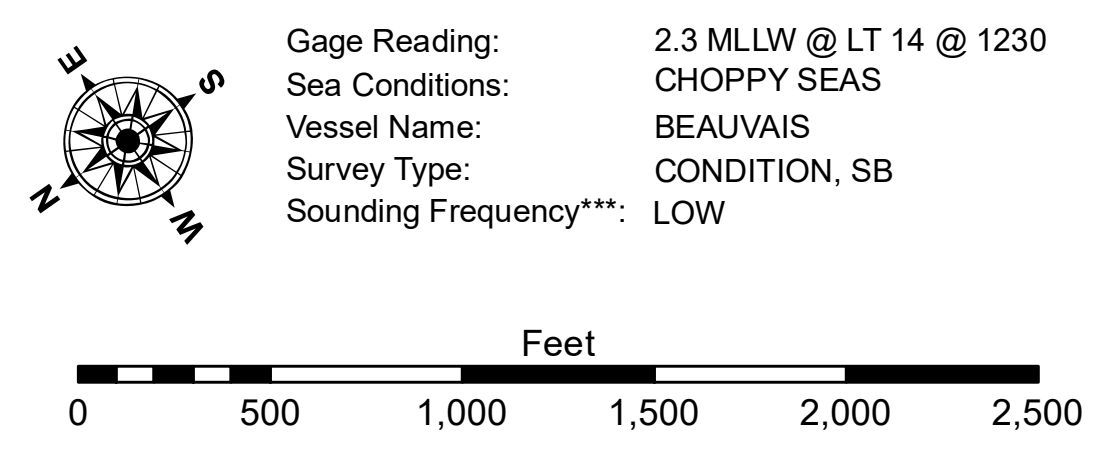 E
S
N
W
Gage Reading: 2.3 MLLW @ LT 14 @ 1230
Sea Conditions: CHOPPY SEAS
Vessel Name: BEAUVAIS
Survey Type: CONDITION, SB
Sounding Frequency***: LOW
Feet
0 500 1,000 1,500 2,000 2,500